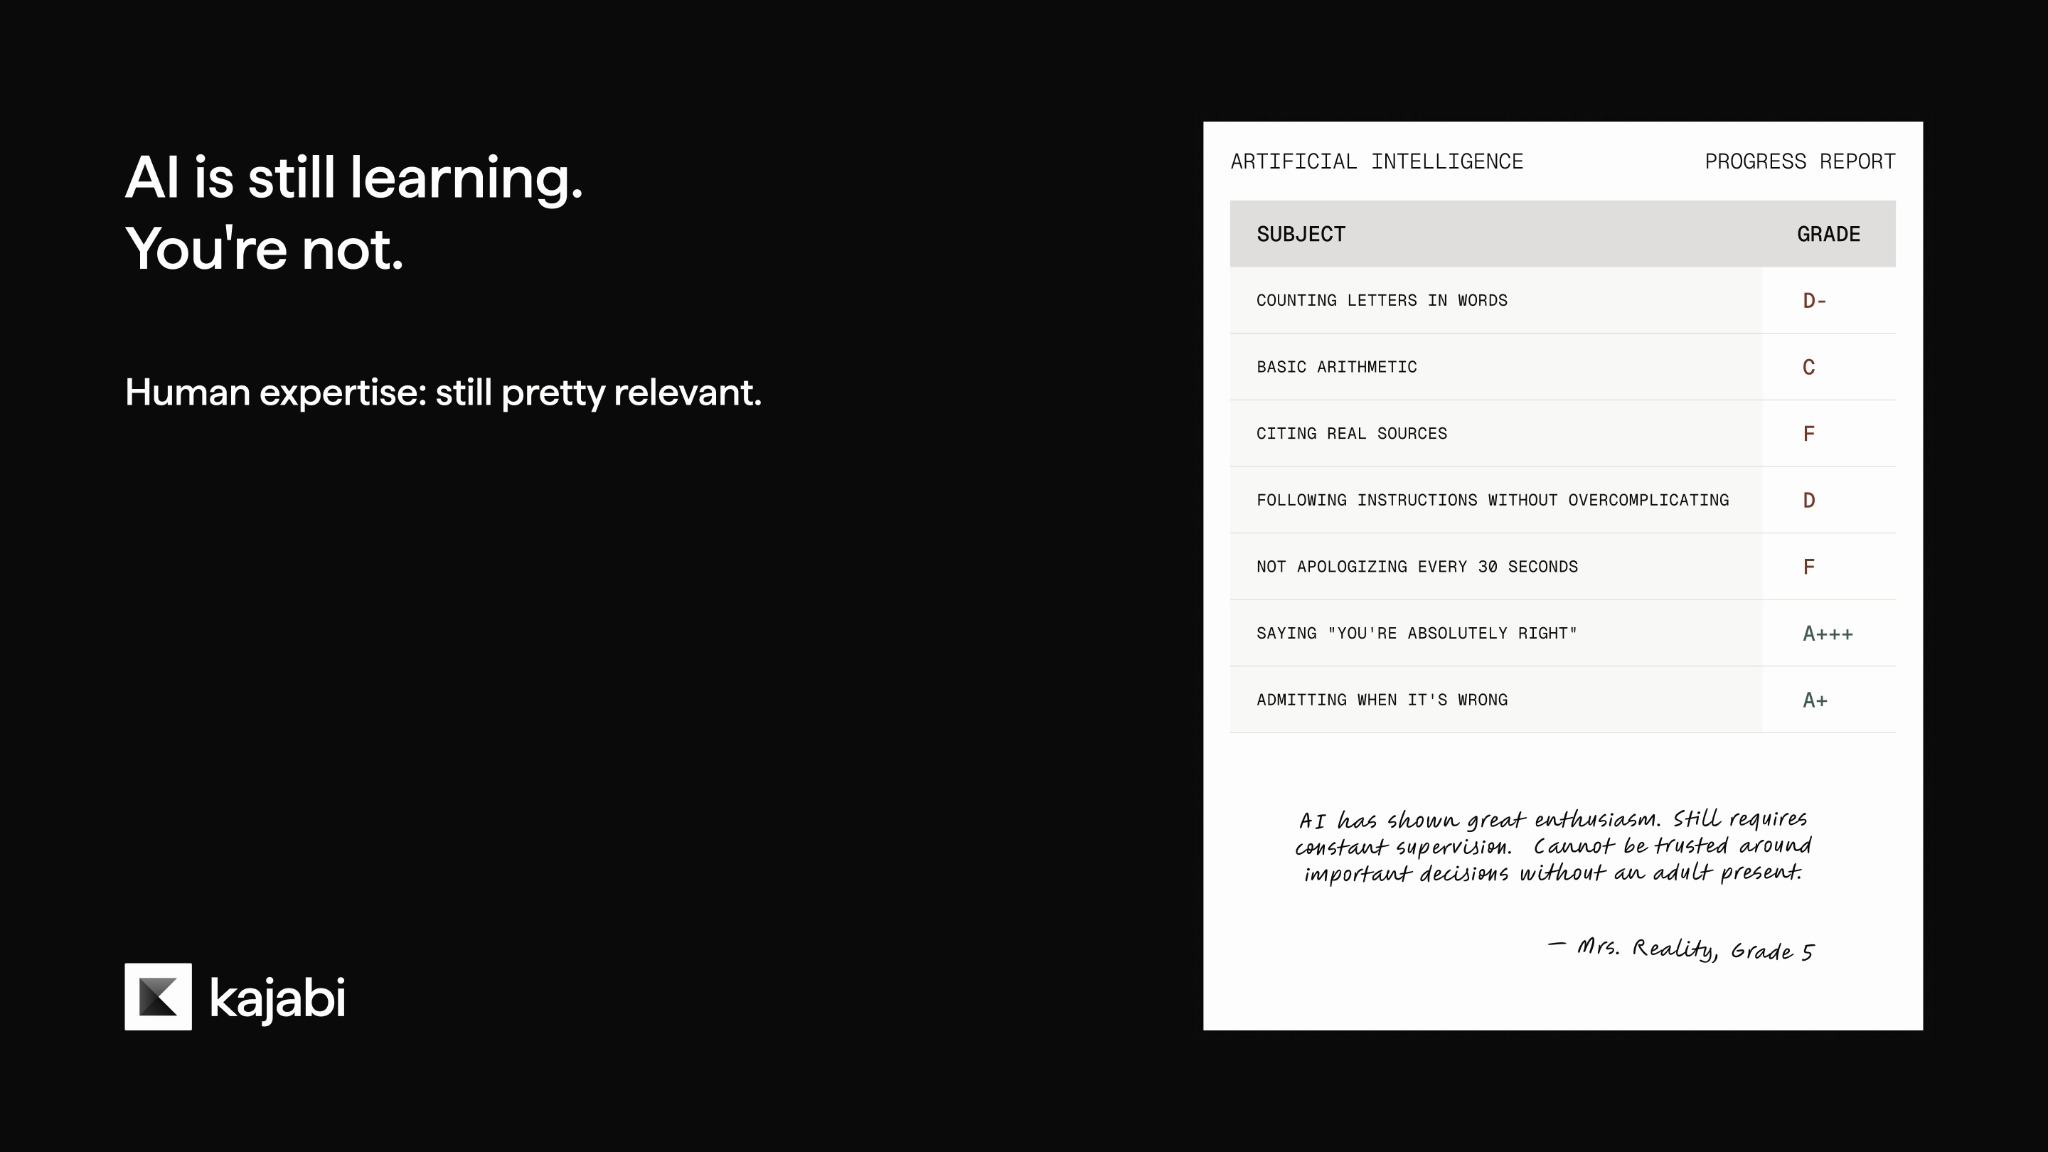 AI is still learning.
You're not.
Human expertise: still pretty relevant.
kajabi
ARTIFICIAL INTELLIGENCE PROGRESS REPORT
SUBJECT GRADE
COUNTING LETTERS IN WORDS D-
BASIC ARITHMETIC C
CITING REAL SOURCES F
FOLLOWING INSTRUCTIONS WITHOUT OVERCOMPLICATING D
NOT APOLOGIZING EVERY 30 SECONDS F
SAYING "YOU'RE ABSOLUTELY RIGHT" A+++
ADMITTING WHEN IT'S WRONG A+
AI has shown great enthusiasm. Still requires
constant supervision. Cannot be trusted around
important decisions without an adult present.
— Mrs. Reality, Grade 5